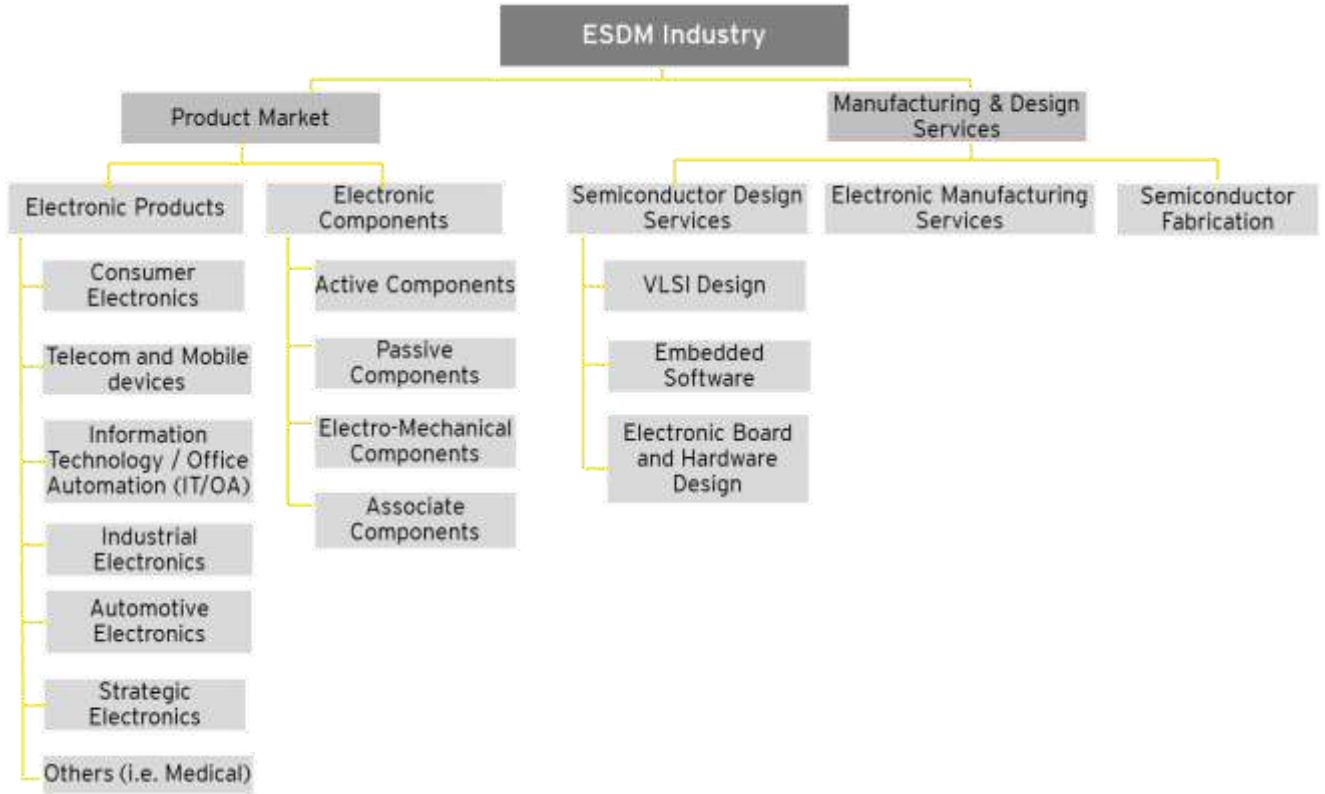 ESDM Industry
Product Market
Manufacturing & Design
Services
Electronic Products
Electronic
Components
Semiconductor Design
Services
Electronic Manufacturing
Services
Semiconductor
Fabrication
Consumer
Electronics
Telecom and Mobile
devices
Information
Technology / Office
Automation (IT/OA)
Industrial
Electronics
Automotive
Electronics
Strategic
Electronics
Others (i.e. Medical)
Active Components
Passive
Components
Electro-Mechanical
Components
Associate
Components
VLSI Design
Embedded
Software
Electronic Board
and Hardware
Design